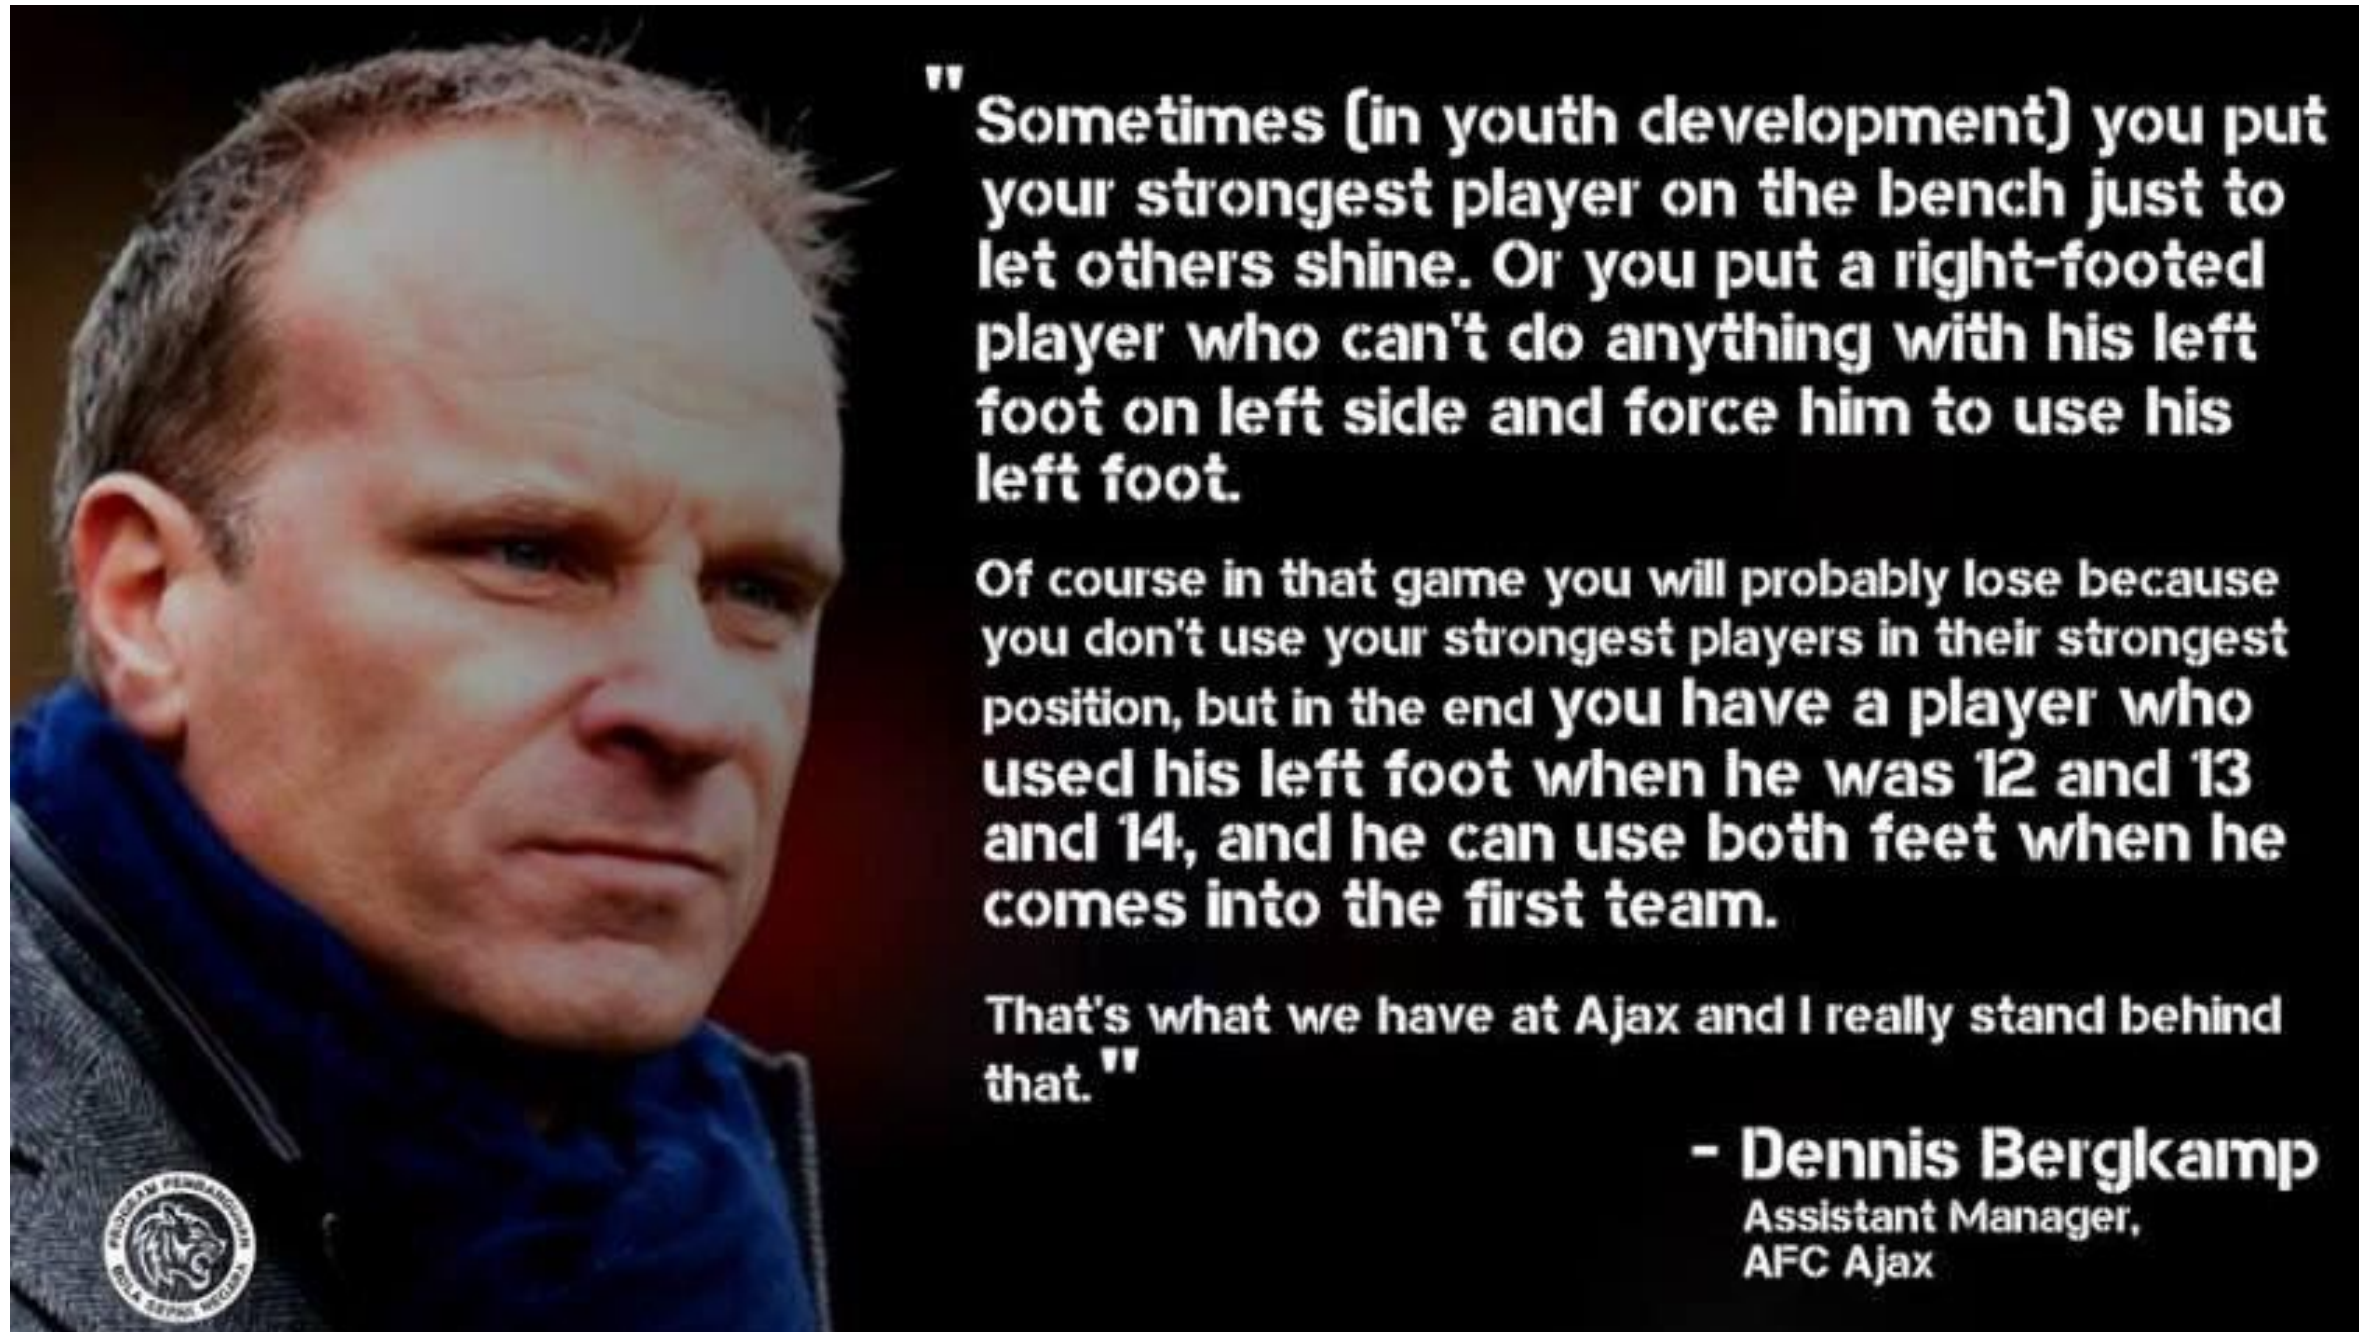 "Sometimes (in youth development) you put
your strongest player on the bench just to
let others shine. Or you put a right-footed
player who can't do anything with his left
foot on left side and force him to use his
left foot.
Of course in that game you will probably lose because
you don't use your strongest players in their strongest
position, but in the end you have a player who
used his left foot when he was 12 and 13
and 14, and he can use both feet when he
comes into the first team.
That's what we have at Ajax and I really stand behind
that."
- Dennis Bergkamp
Assistant Manager,
AFC Ajax
PROGRAM PEMBANGUNAN
BOLA SEPAK NEGARA